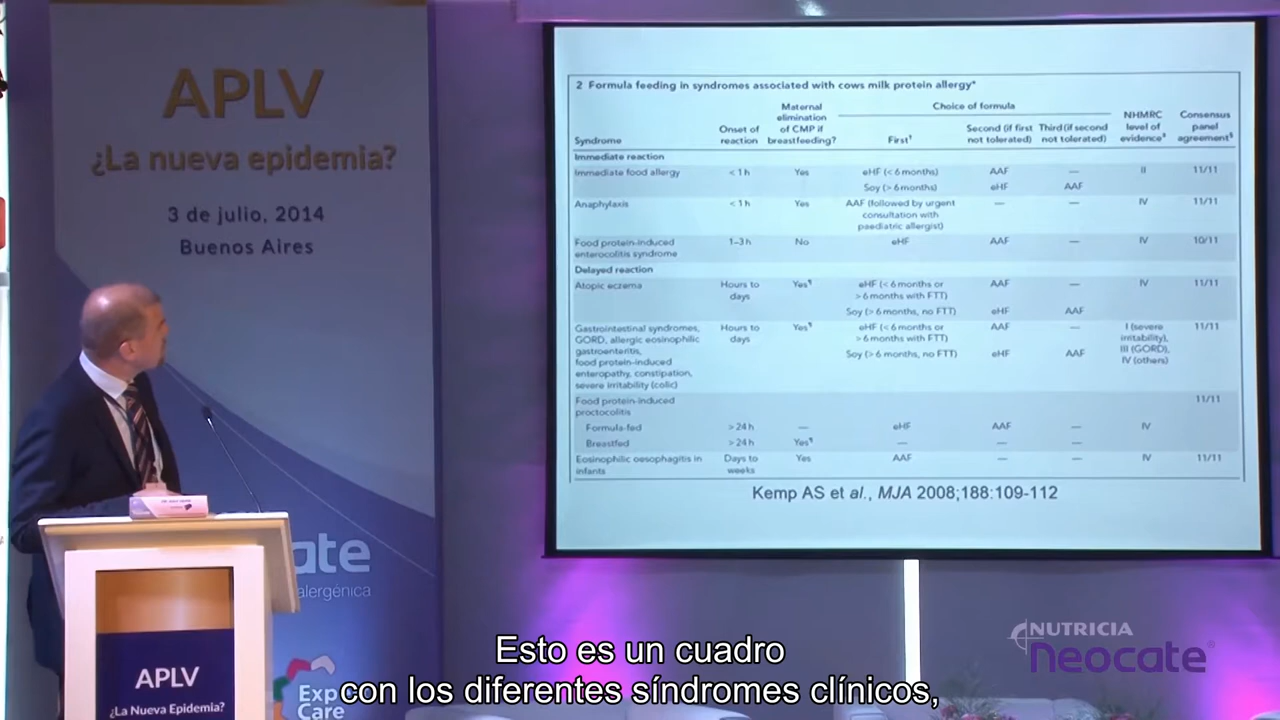 APLV
¿La nueva epidemia?
3 de julio, 2014
Buenos Aires
2 Formula feeding in syndromes associated with cows milk protein allergy*
Syndrome Onset of reaction Maternal elimination of CMP if breastfeeding? Choice of formula NHMRC level of evidence‡ Consensus panel agreement§
First† Second (if first not tolerated) Third (if second not tolerated)
Immediate reaction
Immediate food allergy < 1 h Yes eHF (< 6 months) AAF — II 11/11
Soy (> 6 months) eHF AAF
Anaphylaxis < 1 h Yes AAF (followed by urgent consultation with paediatric allergist) — — IV 11/11
Food protein-induced enterocolitis syndrome 1–3 h No eHF AAF — IV 10/11
Delayed reaction
Atopic eczema Hours to days Yes¶ eHF (< 6 months or > 6 months with FTT) AAF — IV 11/11
Soy (> 6 months, no FTT) eHF AAF
Gastrointestinal syndromes, GORD, allergic eosinophilic gastroenteritis, food protein-induced enteropathy, constipation, severe irritability (colic) Hours to days Yes¶ eHF (< 6 months or > 6 months with FTT) AAF — I (severe irritability), III (GORD), IV (others) 11/11
Soy (> 6 months, no FTT) eHF AAF
Food protein-induced proctocolitis 11/11
Formula-fed > 24 h — eHF AAF — IV
Breastfed > 24 h Yes¶ — — —
Eosinophilic oesophagitis in infants Days to weeks Yes AAF — — IV 11/11
Kemp AS et al., MJA 2008;188:109-112
cate
alergénica
APLV
¿La Nueva Epidemia?
Exp
Care
NUTRICIA
neocate®
Esto es un cuadro
con los diferentes síndromes clínicos,